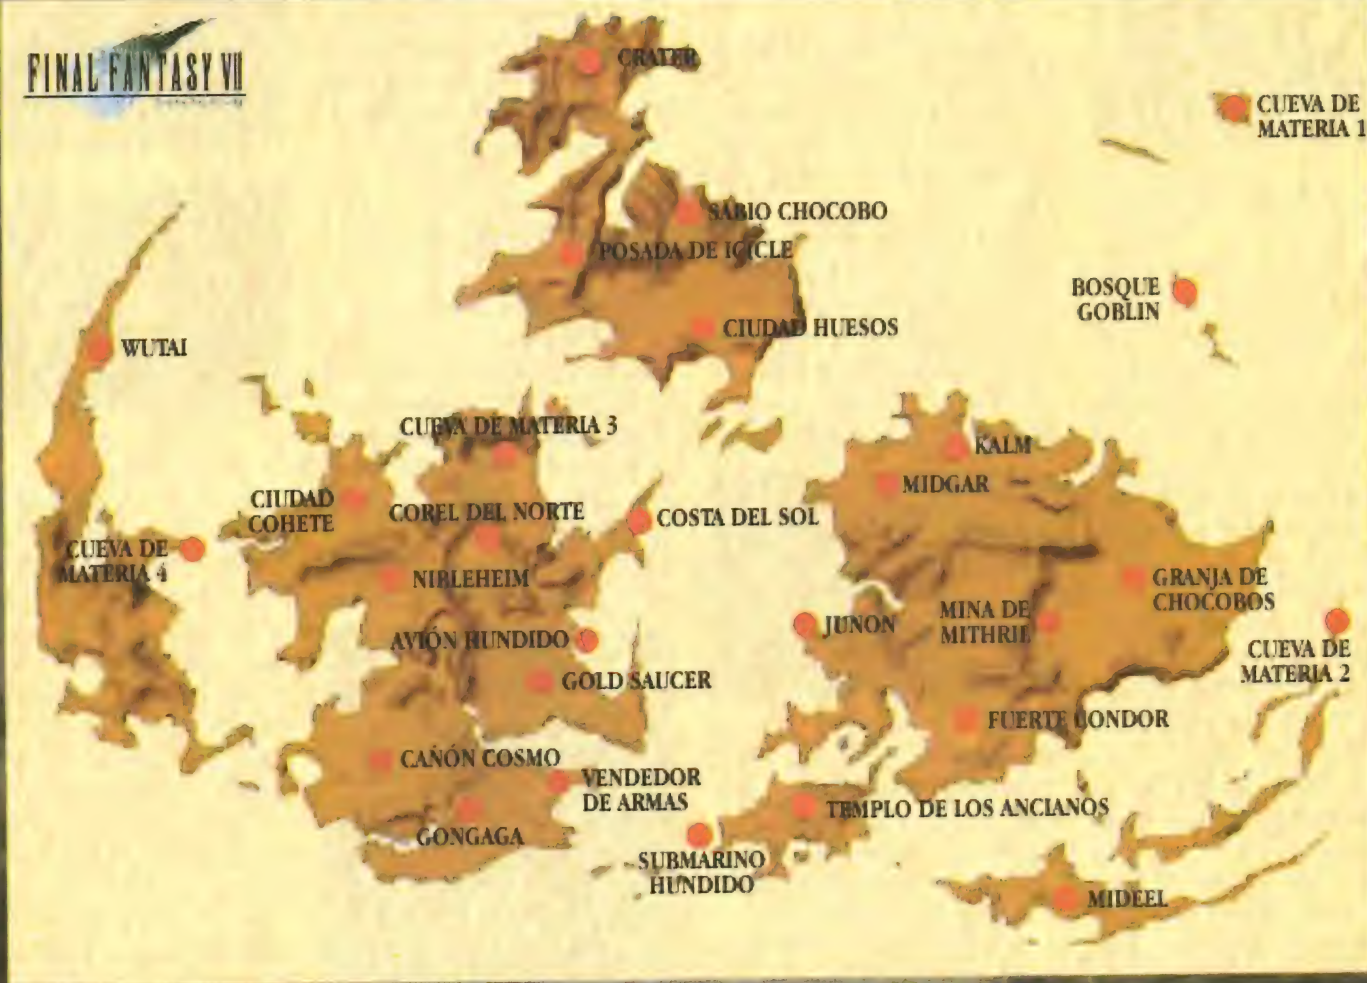 FINAL FANTASY VII
CRATER
CUEVA DE
MATERIA 1
SABIO CHOCOBO
POSADA DE ICICLE
BOSQUE
GOBLIN
CIUDAD HUESOS
WUTAI
CUEVA DE MATERIA 3
KALM
MIDGAR
CIUDAD
COHETE
COREL DEL NORTE
COSTA DEL SOL
CUEVA DE
MATERIA 4
NIBLEHEIM
GRANJA DE
CHOCOBOS
AVIÓN HUNDIDO
JUNON
MINA DE
MITHRIL
CUEVA DE
MATERIA 2
GOLD SAUCER
FUERTE CONDOR
CAÑÓN COSMO
VENDEDOR
DE ARMAS
GONGAGA
TEMPLO DE LOS ANCIANOS
SUBMARINO
HUNDIDO
MIDEEL